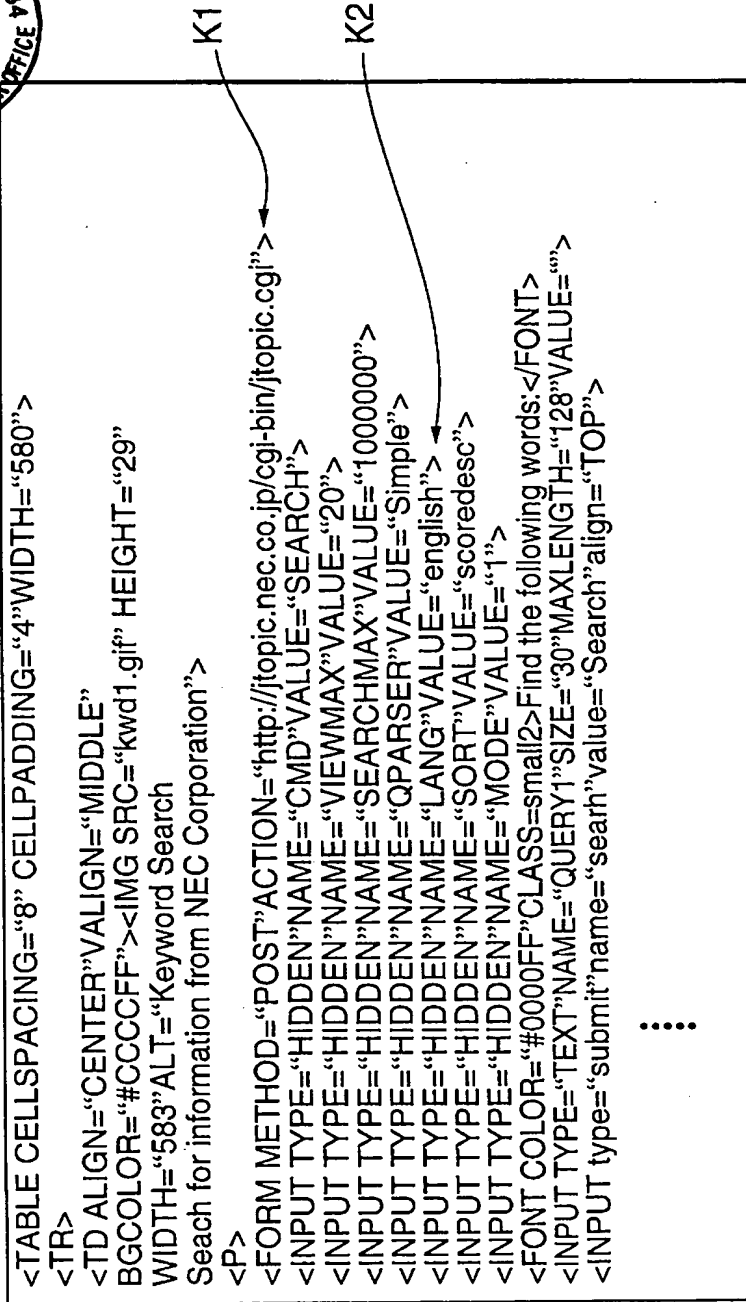 <TABLE CELLSPACING=“8” CELLPADDING=“4”WIDTH=“580”>
<TR>
<TD ALIGN=“CENTER”VALIGN=“MIDDLE”
BGCOLOR=“#CCCCFF”><IMG SRC=“kwd1.gif” HEIGHT=“29”
WIDTH=“583”ALT=“Keyword Search
Seach for information from NEC Corporation”>
<P>
<FORM METHOD=“POST”ACTION=“http://jtopic.nec.co.jp/cgi-bin/jtopic.cgi”>
K1
<INPUT TYPE=“HIDDEN”NAME=“CMD”VALUE=“SEARCH”>
<INPUT TYPE=“HIDDEN”NAME=“VIEWMAX”VALUE=“20”>
<INPUT TYPE=“HIDDEN”NAME=“SEARCHMAX”VALUE=“1000000”>
<INPUT TYPE=“HIDDEN”NAME=“QPARSER”VALUE=“Simple”>
<INPUT TYPE=“HIDDEN”NAME=“LANG”VALUE=“english”>
K2
<INPUT TYPE=“HIDDEN”NAME=“SORT”VALUE=“scoredesc”>
<INPUT TYPE=“HIDDEN”NAME=“MODE”VALUE=“1”>
<FONT COLOR=“#0000FF”CLASS=small2>Find the following words:</FONT>
<INPUT TYPE=“TEXT”NAME=“QUERY1”SIZE=“30”MAXLENGTH=“128”VALUE=“”>
<INPUT type=“submit”name=“searh”value=“Search”align=“TOP”>
•••••
OFFICE